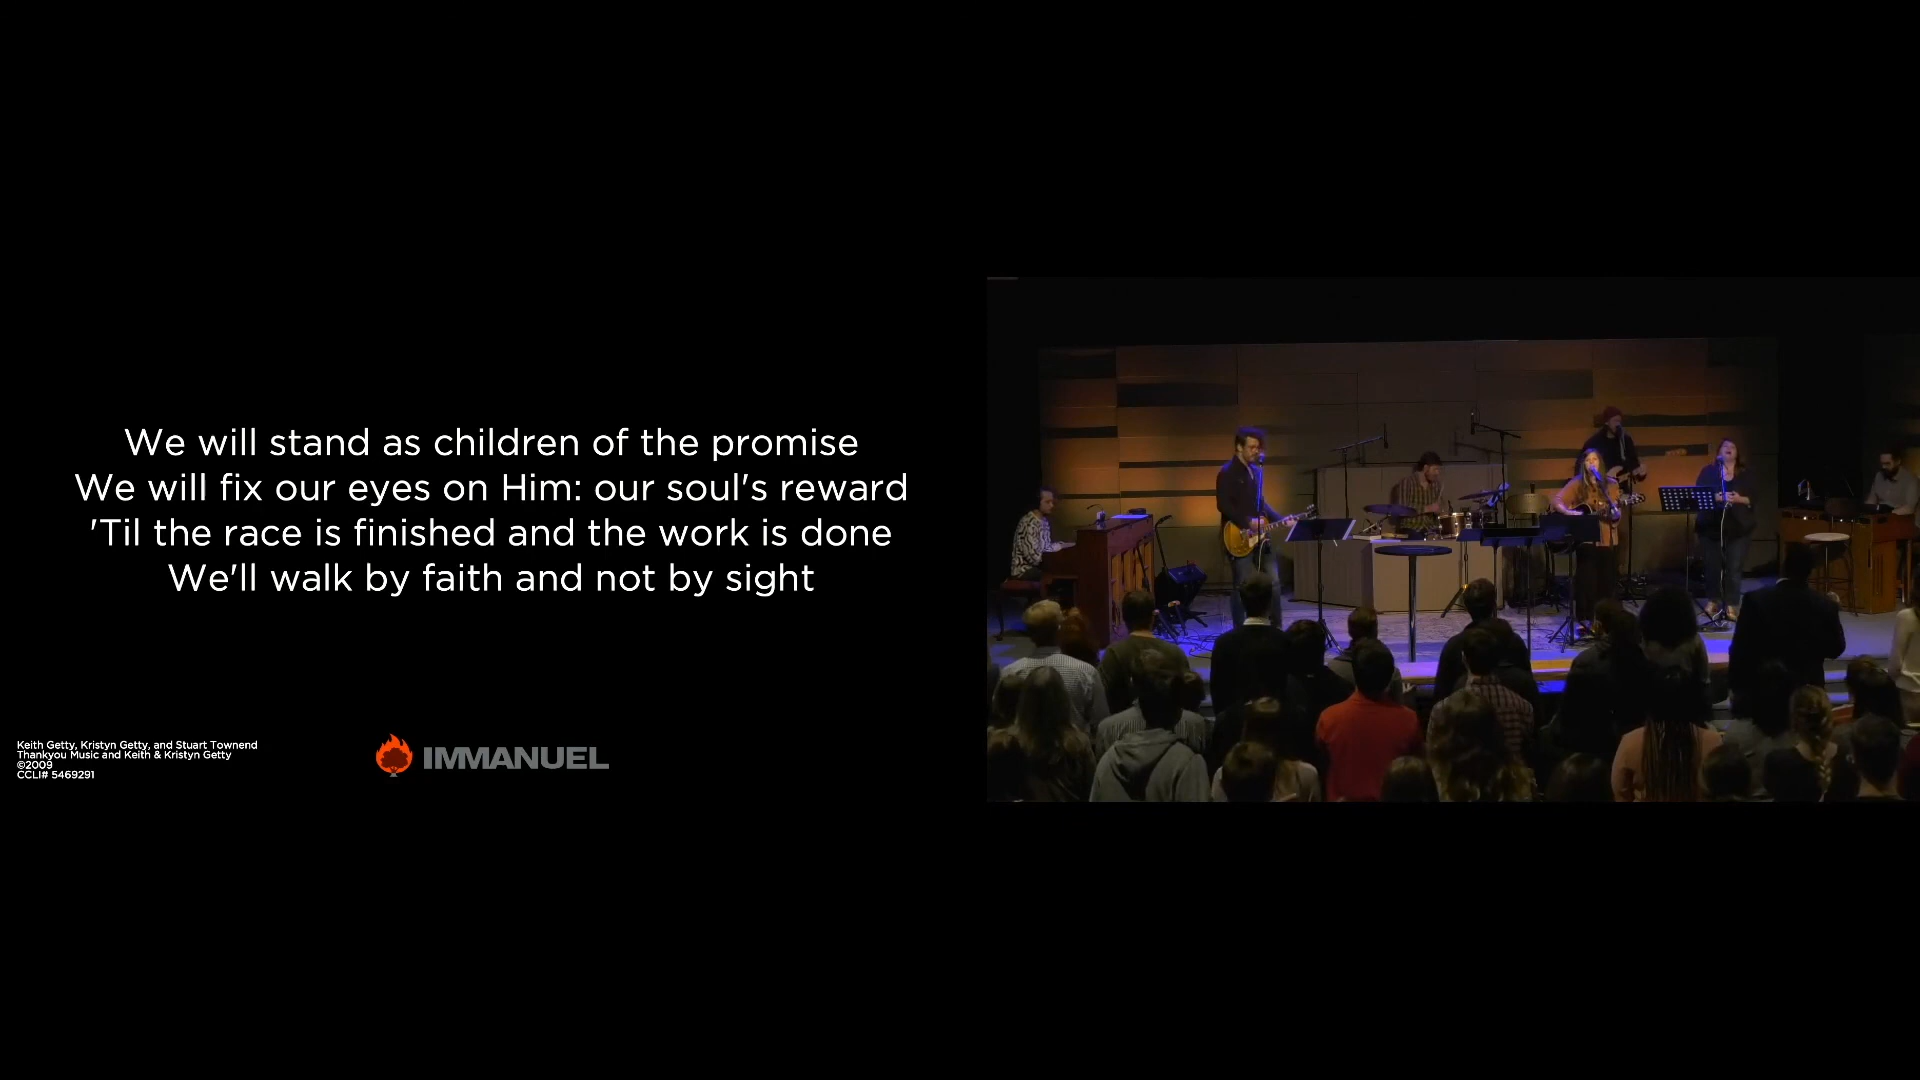 We will stand as children of the promise
We will fix our eyes on Him: our soul's reward
'Til the race is finished and the work is done
We'll walk by faith and not by sight
Keith Getty, Kristyn Getty, and Stuart Townend
Thankyou Music and Keith & Kristyn Getty
©2009
CCLI# 5469291
IMMANUEL